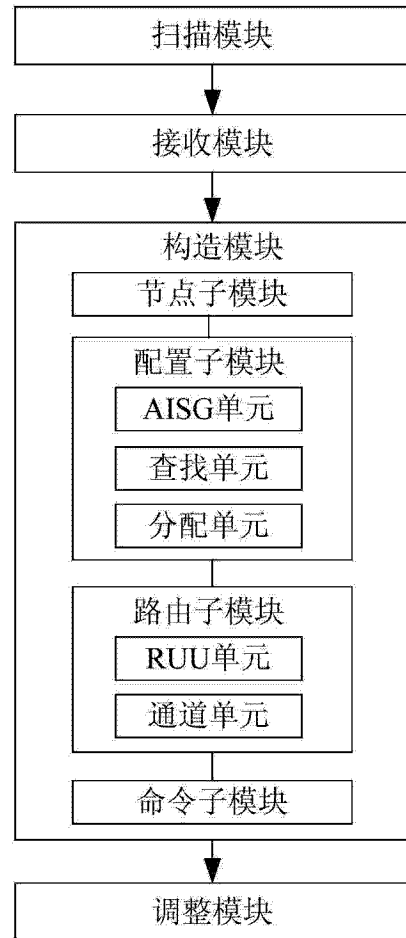 扫描模块
接收模块
构造模块
节点子模块
配置子模块
AISG单元
查找单元
分配单元
路由子模块
RUU单元
通道单元
命令子模块
调整模块